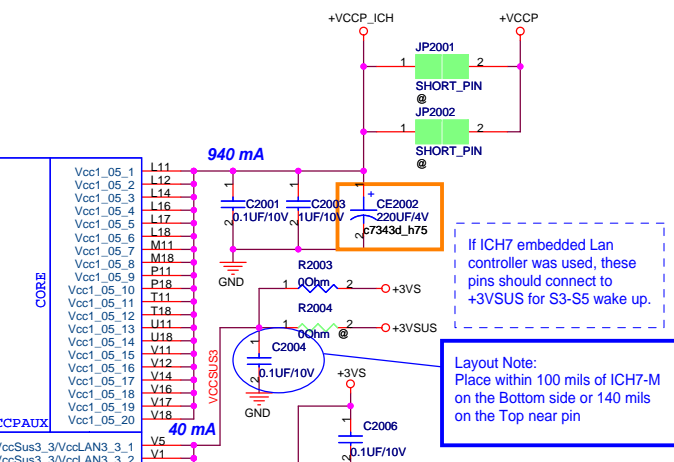 +VCCP_ICH
+VCCP
JP2001
1
2
SHORT_PIN
@
JP2002
1
2
SHORT_PIN
@
940 mA
Vcc1_05_1
L11
Vcc1_05_2
L12
Vcc1_05_3
L14
Vcc1_05_4
L16
Vcc1_05_5
L17
Vcc1_05_6
L18
Vcc1_05_7
M11
Vcc1_05_8
M18
Vcc1_05_9
P11
Vcc1_05_10
P18
Vcc1_05_11
T11
Vcc1_05_12
T18
Vcc1_05_13
U11
Vcc1_05_14
U18
Vcc1_05_15
V11
Vcc1_05_16
V12
Vcc1_05_17
V14
Vcc1_05_18
V16
Vcc1_05_19
V17
Vcc1_05_20
V18
CORE
CCPAUX
1
C2001
0.1UF/10V
2
1
C2003
1UF/10V
2
1
+
CE2002
220UF/4V
2
c7343d_h75
GND
R2003
1
2
0Ohm
+3VS
R2004
1
2
0Ohm
@
+3VSUS
If ICH7 embedded Lan
controller was used, these
pins should connect to
+3VSUS for S3-S5 wake up.
VCCSUS3
1
C2004
0.1UF/10V
2
GND
Layout Note:
Place within 100 mils of ICH7-M
on the Bottom side or 140 mils
on the Top near pin
+3VS
1
C2006
0.1UF/10V
2
40 mA
VccSus3_3/VccLAN3_3_1
V5
VccSus3_3/VccLAN3_3_2
V1